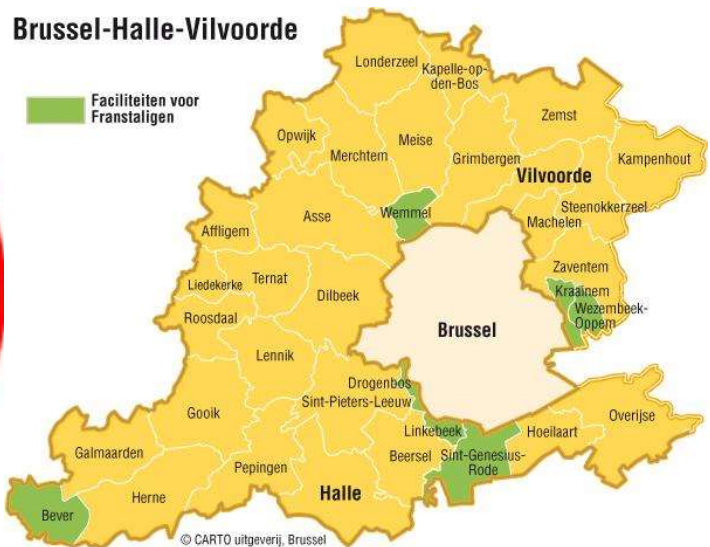 Brussel-Halle-Vilvoorde
Faciliteiten voor
Franstaligen
Londerzeel
Kapelle-op-
den-Bos
Zemst
Opwijk
Merchtem
Meise
Grimbergen
Kampenhout
Vilvoorde
Steenokkerzeel
Machelen
Wemmel
Asse
Affligem
Zaventem
Liedekerke
Ternat
Dilbeek
Kraainem
Wezembeek-
Oppem
Roosdaal
Brussel
Lennik
Drogenbos
Sint-Pieters-Leeuw
Gooik
Linkebeek
Hoeilaart
Overijse
Galmaarden
Pepingen
Beersel
Sint-Genesius-
Rode
Halle
Herne
Bever
© CARTO uitgeverij, Brussel